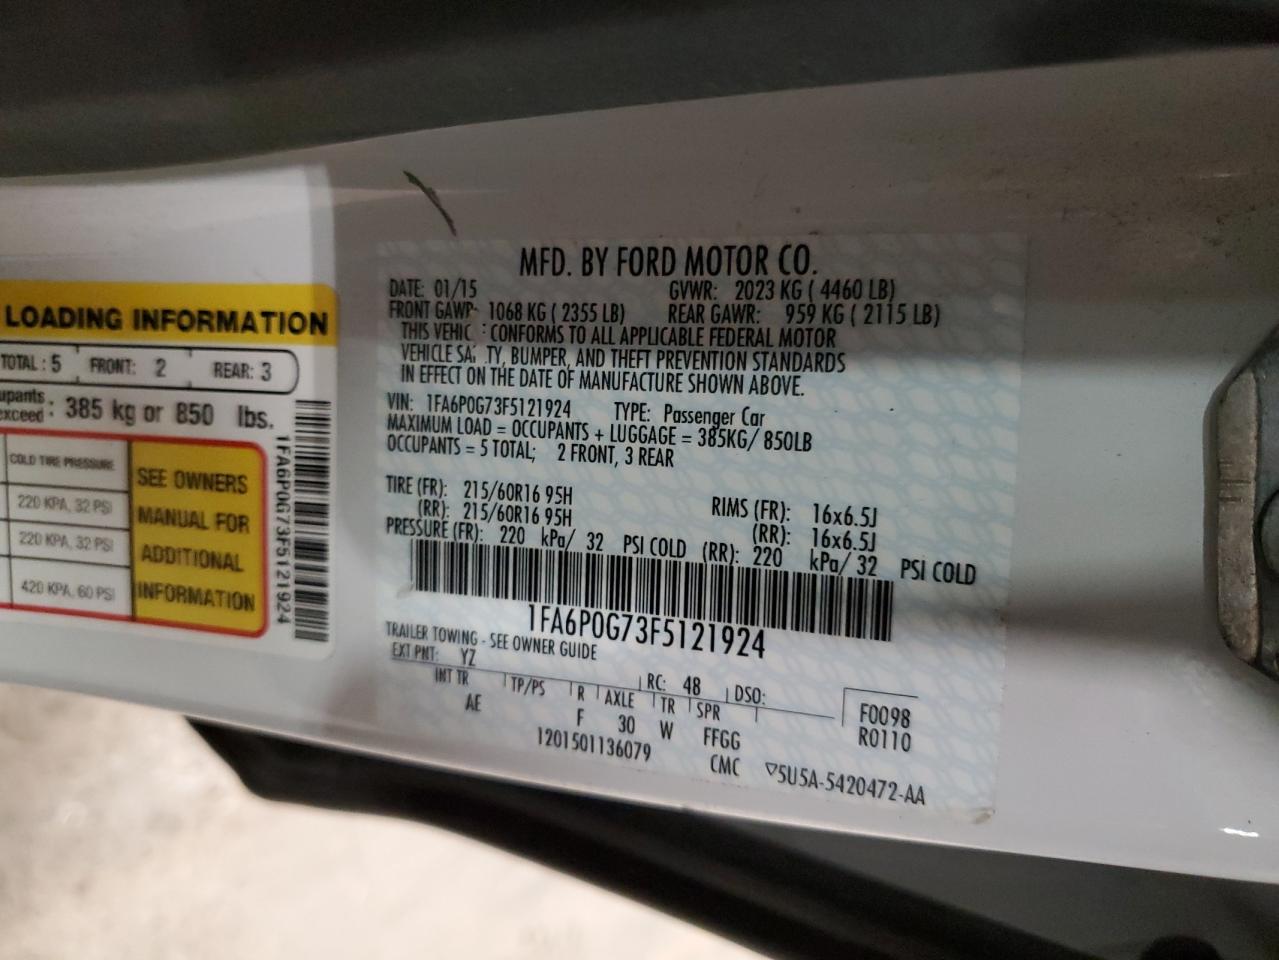 LOADING INFORMATION
TOTAL : 5 FRONT: 2 REAR: 3
upants
exceed : 385 kg or 850 lbs.
COLD TIRE PRESSURE
220 KPA, 32 PSI
220 KPA, 32 PSI
420 KPA, 60 PSI
SEE OWNERS
MANUAL FOR
ADDITIONAL
INFORMATION
1FA6P0G73F5121924
MFD. BY FORD MOTOR CO.
DATE: 01/15 GVWR: 2023 KG ( 4460 LB)
FRONT GAWR: 1068 KG ( 2355 LB) REAR GAWR: 959 KG ( 2115 LB)
THIS VEHIC : CONFORMS TO ALL APPLICABLE FEDERAL MOTOR
VEHICLE SA TY, BUMPER, AND THEFT PREVENTION STANDARDS
IN EFFECT ON THE DATE OF MANUFACTURE SHOWN ABOVE.
VIN: 1FA6P0G73F5121924 TYPE: Passenger Car
MAXIMUM LOAD = OCCUPANTS + LUGGAGE = 385KG/ 850LB
OCCUPANTS = 5 TOTAL; 2 FRONT, 3 REAR
TIRE (FR): 215/60R16 95H RIMS (FR): 16x6.5J
(RR): 215/60R16 95H (RR): 16x6.5J
PRESSURE (FR): 220 kPa/ 32 PSI COLD (RR): 220 kPa/ 32 PSI COLD
1FA6P0G73F5121924
TRAILER TOWING - SEE OWNER GUIDE
EXT PNT: YZ RC: 48 DSO:
INT TR TP/PS R AXLE TR SPR F0098
AE F 30 W FFGG R0110
1201501136079 CMC ▽5U5A-5420472-AA